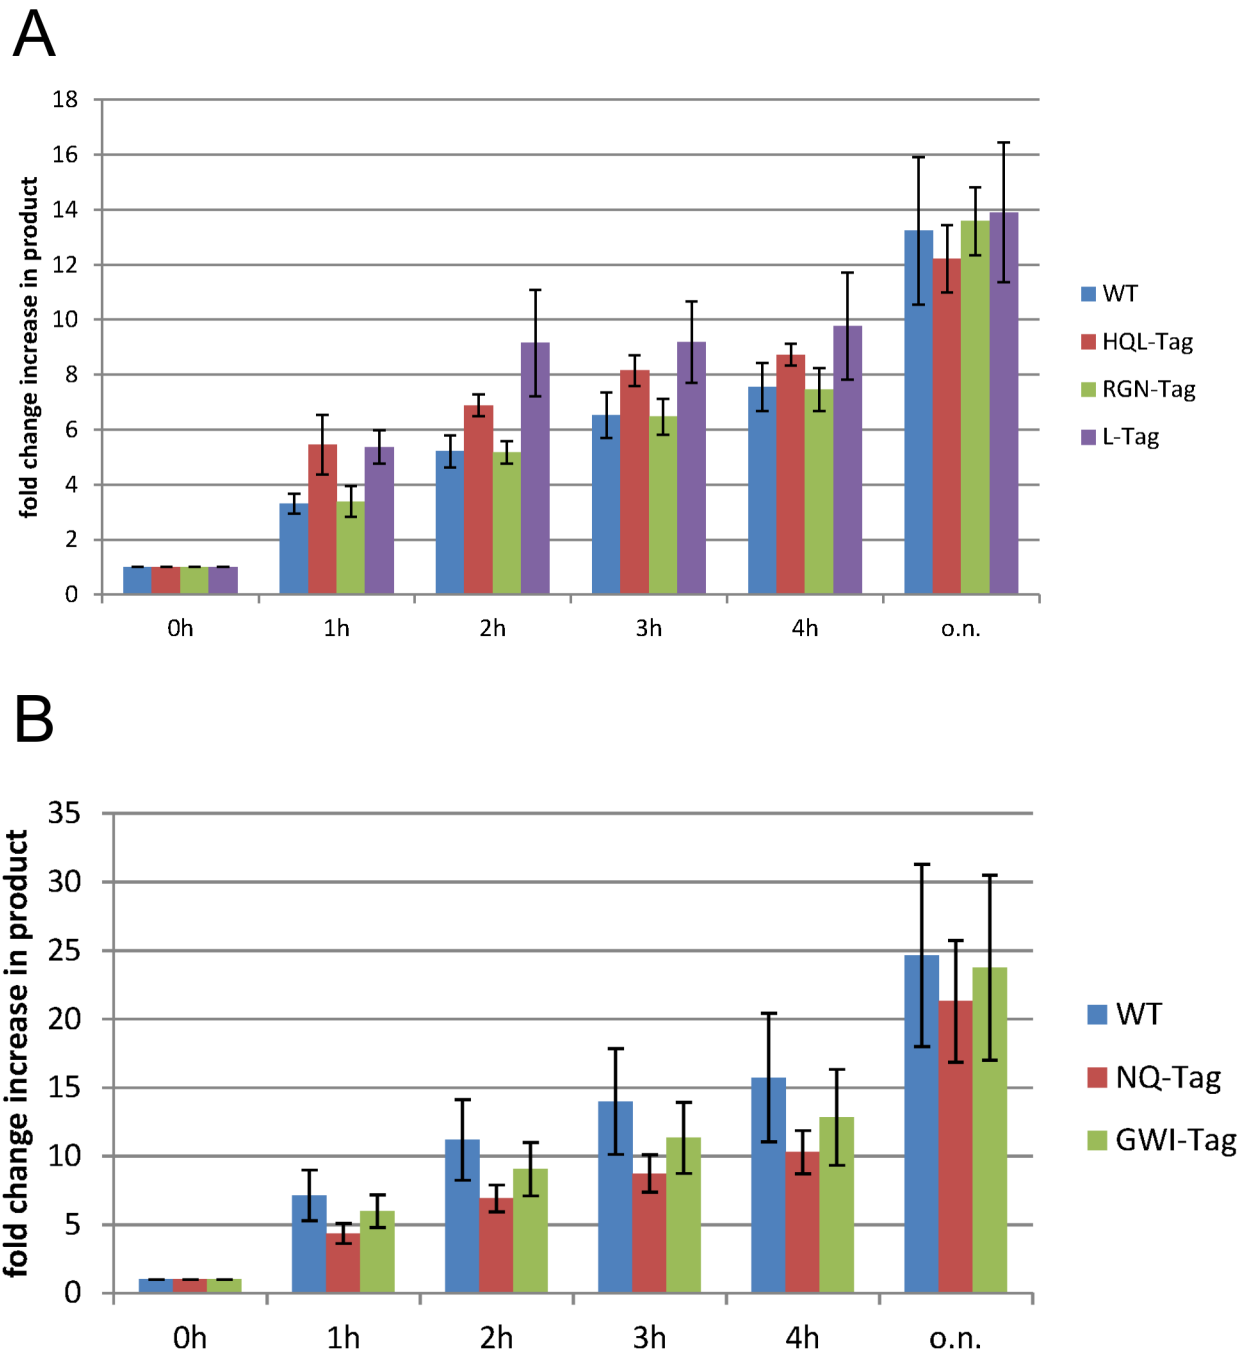 A
fold change increase in product
18
16
14
12
10
8
6
4
2
0
0h 1h 2h 3h 4h o.n.
WT
HQL-Tag
RGN-Tag
L-Tag
B
fold change increase in product
35
30
25
20
15
10
5
0
0h 1h 2h 3h 4h o.n.
WT
NQ-Tag
GWI-Tag